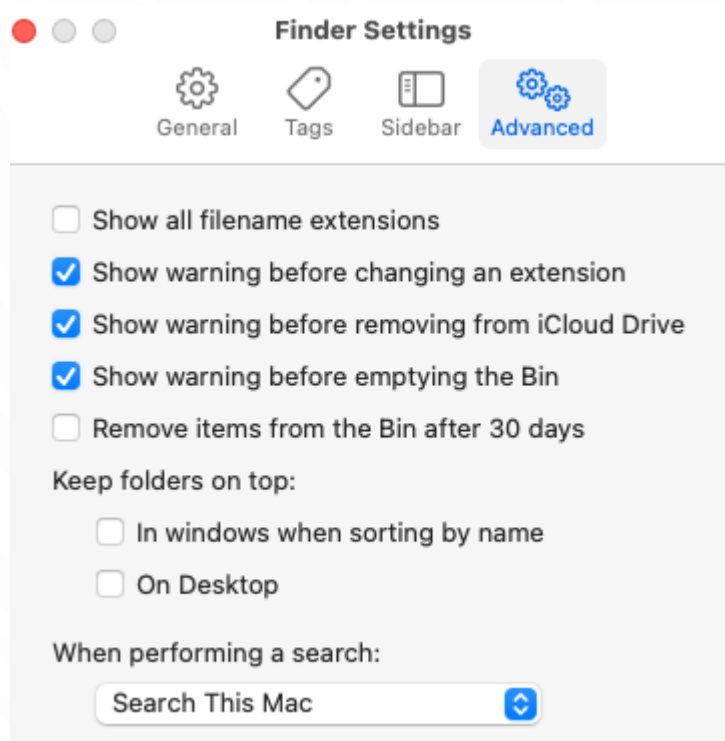 Finder Settings
General Tags Sidebar Advanced
Show all filename extensions
Show warning before changing an extension
Show warning before removing from iCloud Drive
Show warning before emptying the Bin
Remove items from the Bin after 30 days
Keep folders on top:
In windows when sorting by name
On Desktop
When performing a search:
Search This Mac